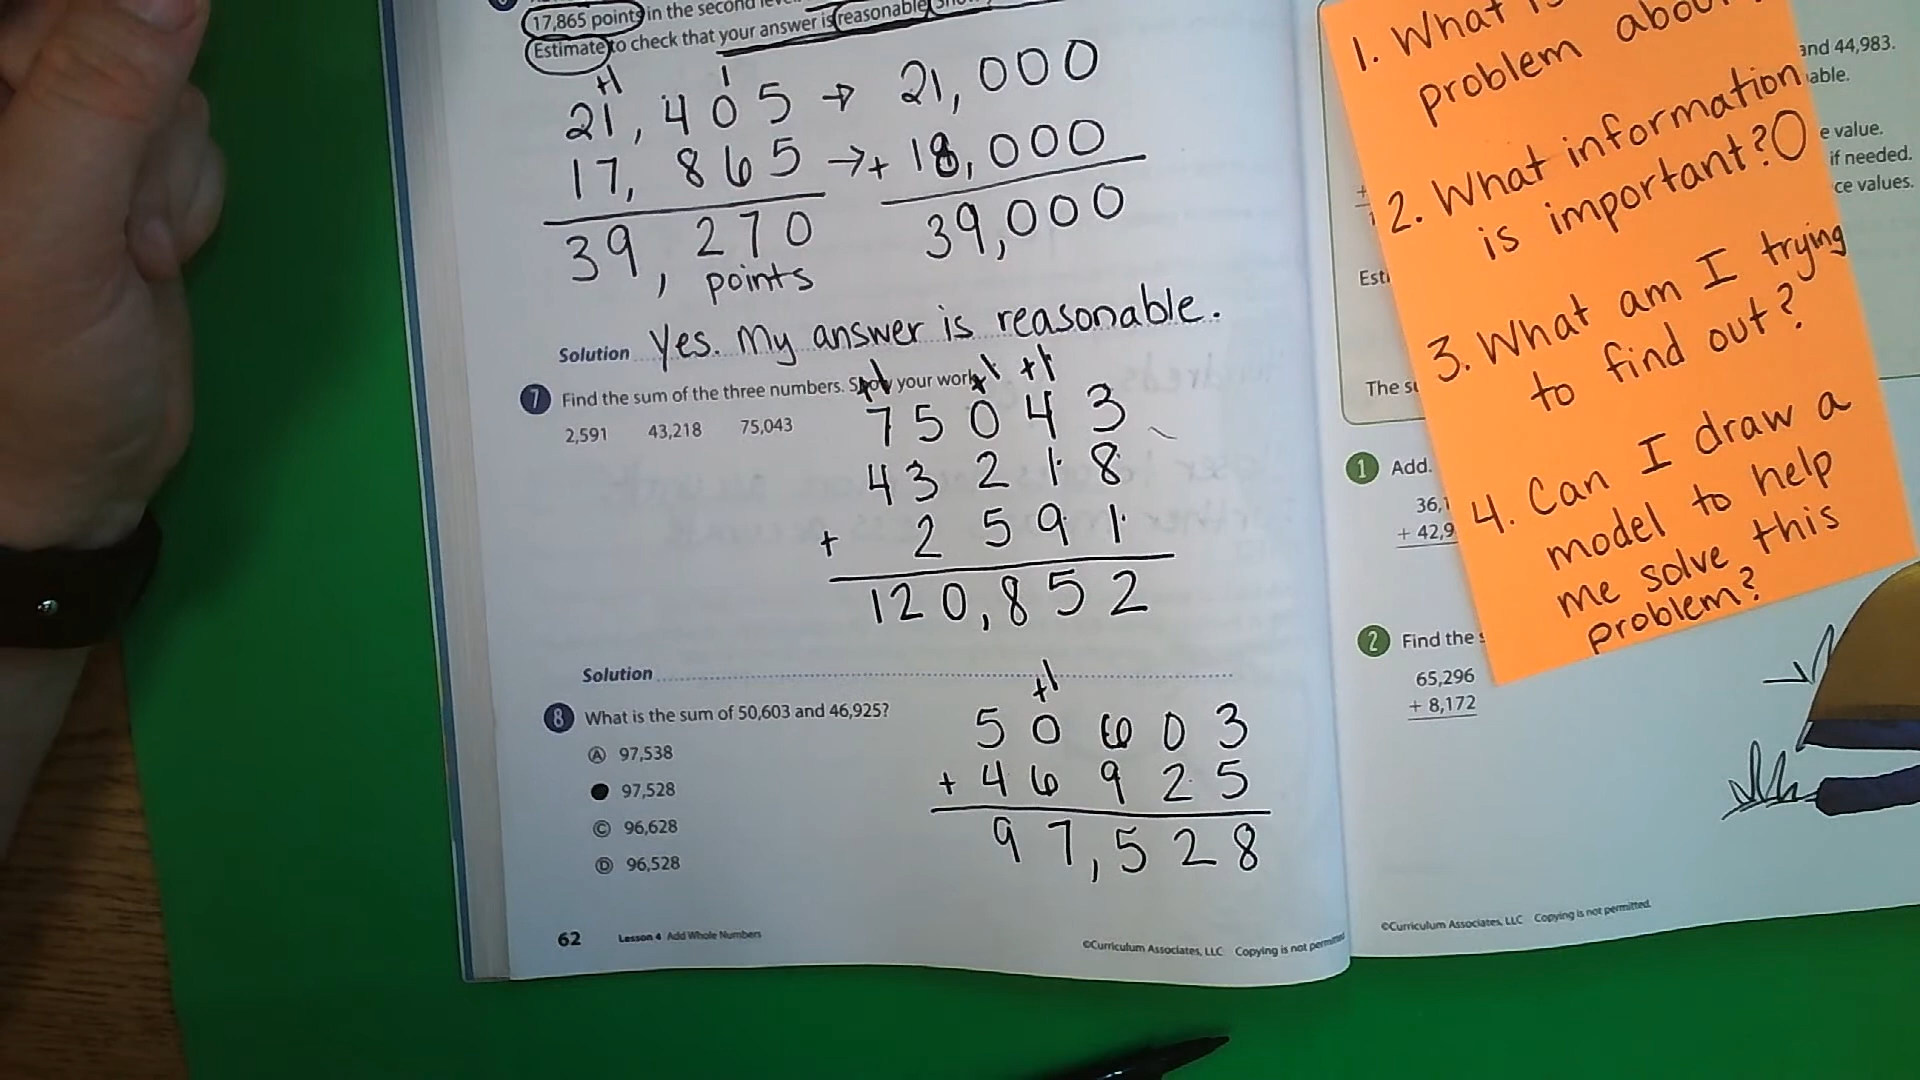 17,865 points in the second
Estimate to check that your answer is reasonable.
+1 1
21,405 → 21,000
17,865 → + 18,000
39,270 39,000
points
Solution Yes. My answer is reasonable.
7 Find the sum of the three numbers. Show your work.
2,591 43,218 75,043
+1 +1 +1
75043
43218
+ 2591
120,852
Solution
8 What is the sum of 50,603 and 46,925?
A 97,538
97,528
C 96,628
D 96,528
+1
50603
+ 46925
97,528
62 Lesson 4 Add Whole Numbers
©Curriculum Associates, LLC Copying is not permitted
1. What is
problem about?
2. What information
is important?
3. What am I trying
to find out?
4. Can I draw a
model to help
me solve this
problem?
and 44,983.
able.
e value.
if needed.
ce values.
Esti
The su
1 Add.
36,1
+ 42,9
2 Find the s
65,296
+ 8,172
©Curriculum Associates, LLC Copying is not permitted.